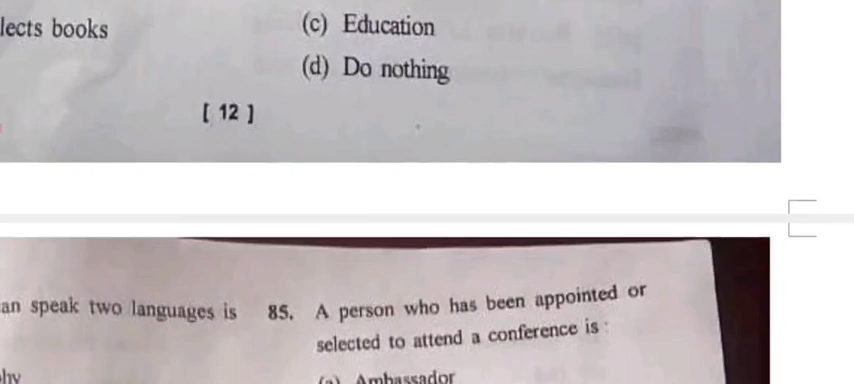 lects books
(c) Education
(d) Do nothing
[ 12 ]
an speak two languages is
85. A person who has been appointed or
selected to attend a conference is :
phy
(a) Ambassador